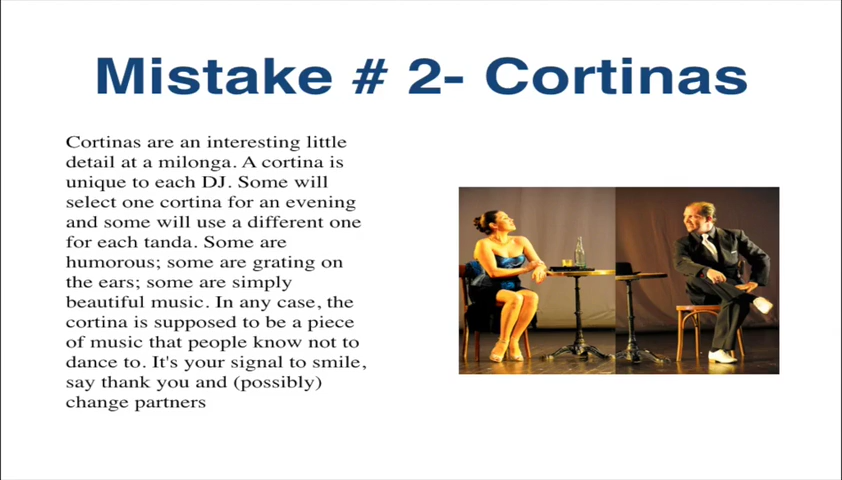 Mistake # 2- Cortinas
Cortinas are an interesting little
detail at a milonga. A cortina is
unique to each DJ. Some will
select one cortina for an evening
and some will use a different one
for each tanda. Some are
humorous; some are grating on
the ears; some are simply
beautiful music. In any case, the
cortina is supposed to be a piece
of music that people know not to
dance to. It's your signal to smile,
say thank you and (possibly)
change partners